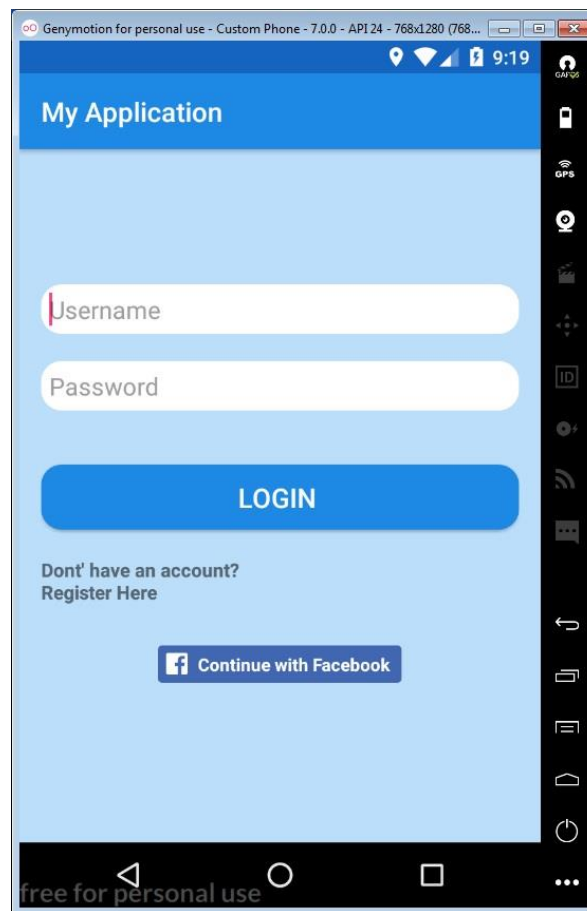 Genymotion for personal use - Custom Phone - 7.0.0 - API 24 - 768x1280 (768...
9:19
My Application
GAPPS
GPS
Username
Password
ID
LOGIN
Dont' have an account?
Register Here
f Continue with Facebook
free for personal use